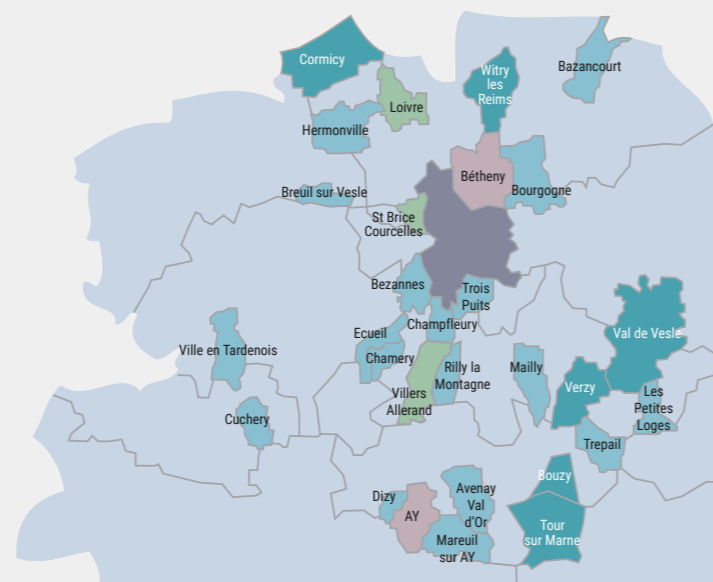 Cormicy
Witry
les
Reims
Bazancourt
Loivre
Hermonville
Bétheny
Breuil sur Vesle
Bourgogne
St Brice
Courcelles
Bezannes
Trois
Puits
Champfleury
Ecueil
Val de Vesle
Ville en Tardenois
Chamery
Rilly la
Montagne
Mailly
Verzy
Villers
Allerand
Les
Petites
Loges
Cuchery
Trepail
Bouzy
Dizy
Avenay
Val
d'Or
AY
Tour
sur Marne
Mareuil
sur AY